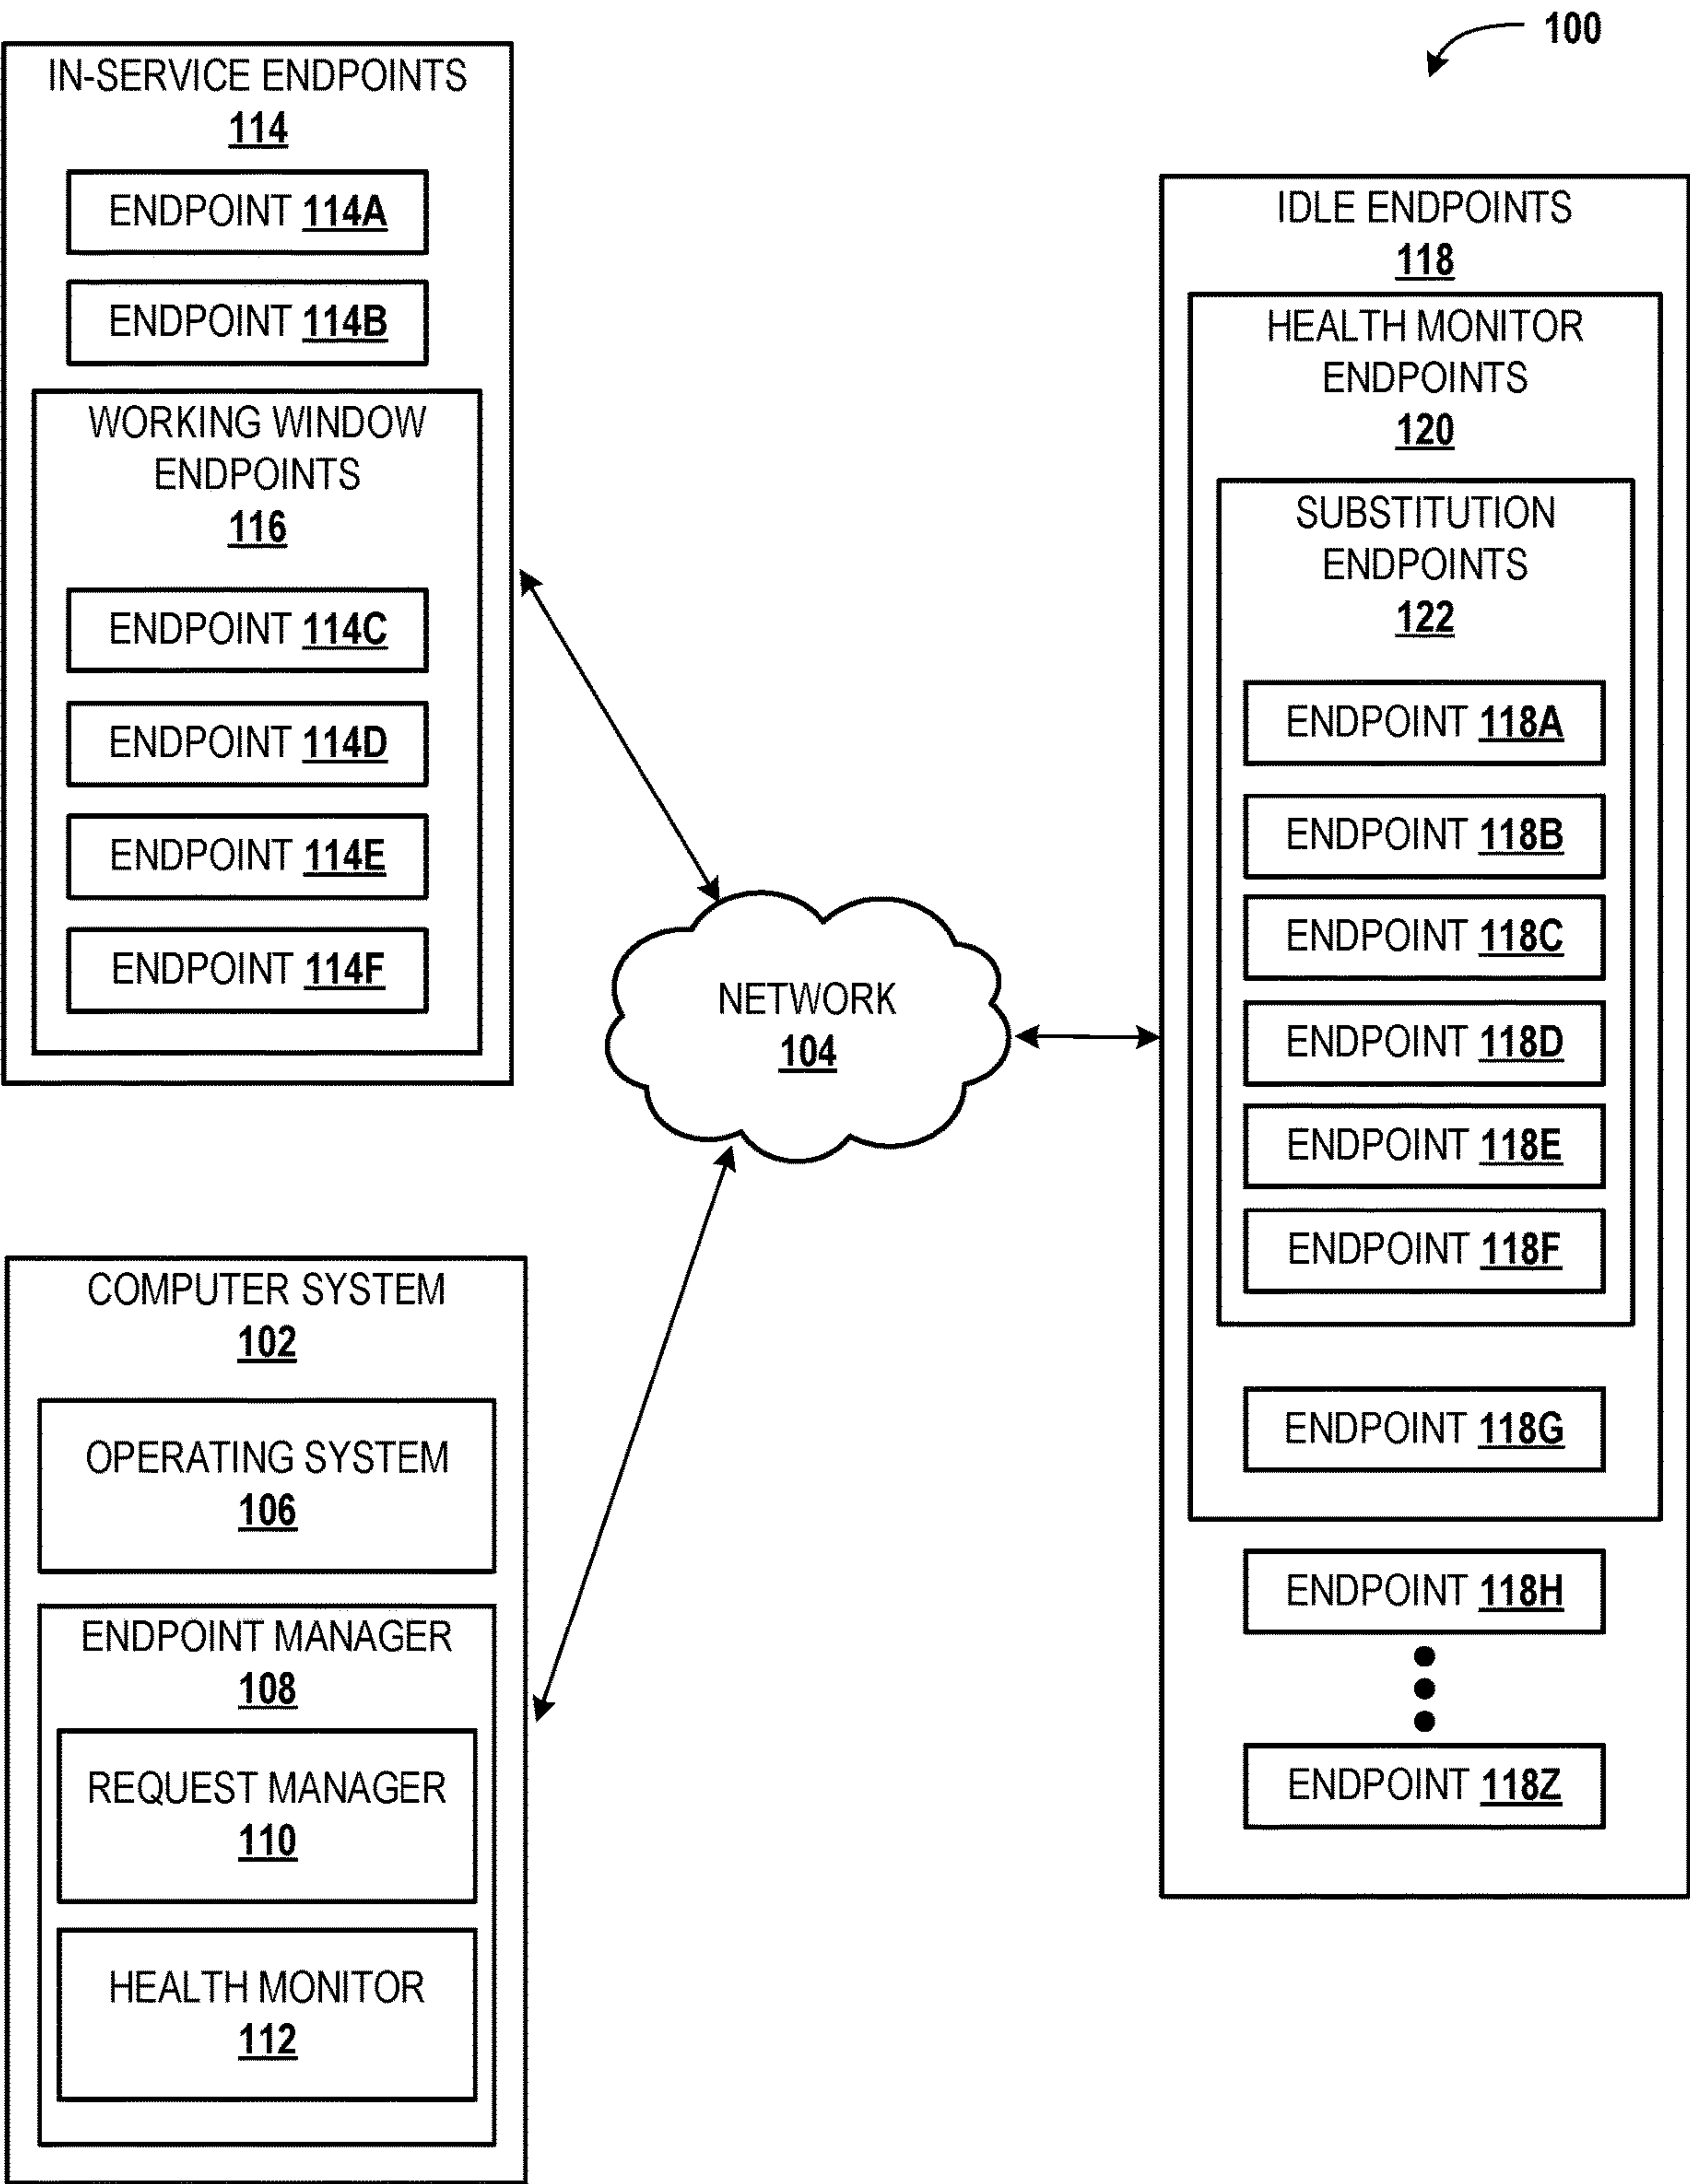 100
IN-SERVICE ENDPOINTS
114
ENDPOINT 114A
ENDPOINT 114B
WORKING WINDOW
ENDPOINTS
116
ENDPOINT 114C
ENDPOINT 114D
ENDPOINT 114E
ENDPOINT 114F
NETWORK
104
COMPUTER SYSTEM
102
OPERATING SYSTEM
106
ENDPOINT MANAGER
108
REQUEST MANAGER
110
HEALTH MONITOR
112
IDLE ENDPOINTS
118
HEALTH MONITOR
ENDPOINTS
120
SUBSTITUTION
ENDPOINTS
122
ENDPOINT 118A
ENDPOINT 118B
ENDPOINT 118C
ENDPOINT 118D
ENDPOINT 118E
ENDPOINT 118F
ENDPOINT 118G
ENDPOINT 118H
ENDPOINT 118Z